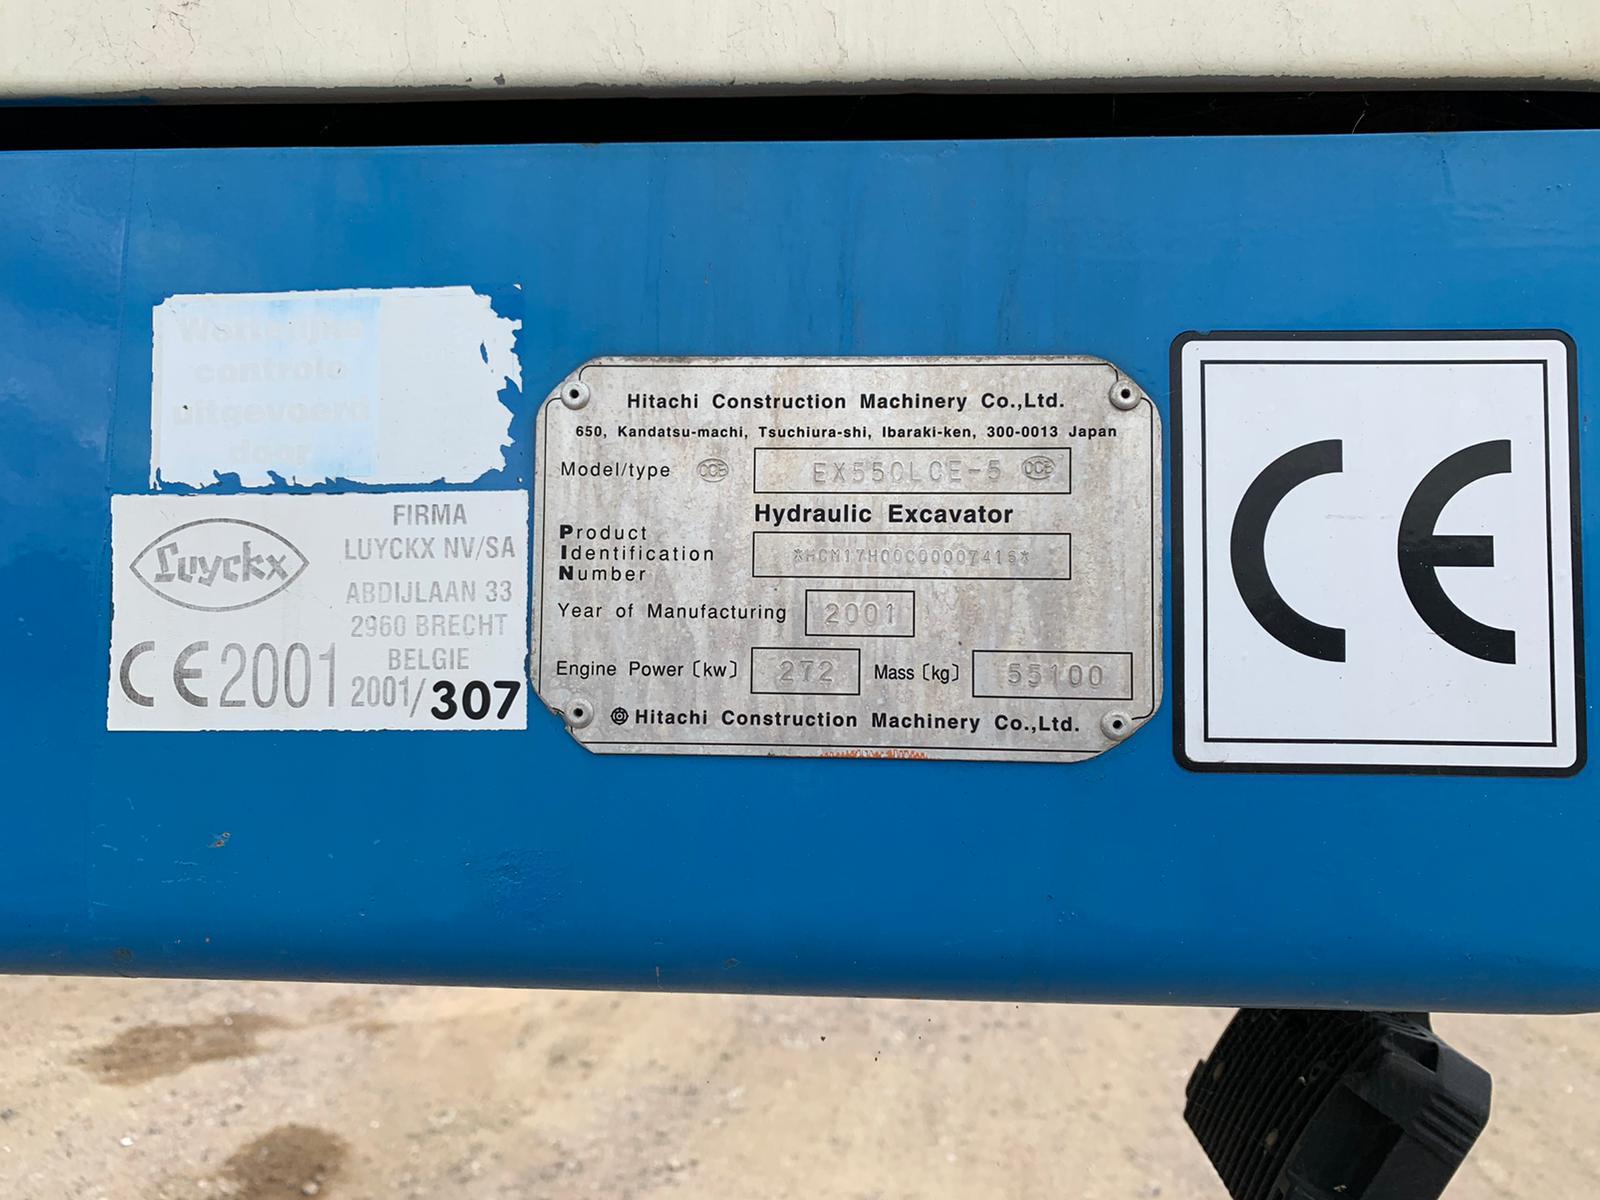 Wettelijke
controle
uitgevoerd
door
Luyckx
FIRMA
LUYCKX NV/SA
ABDIJLAAN 33
2960 BRECHT
BELGIE
CE 2001 2001/307
Hitachi Construction Machinery Co.,Ltd.
650, Kandatsu-machi, Tsuchiura-shi, Ibaraki-ken, 300-0013 Japan
Model/type EX550LCE-5
Hydraulic Excavator
Product
Identification
Number
*HCM17H00C00007416*
Year of Manufacturing 2001
Engine Power (kw) 272 Mass (kg) 55100
Hitachi Construction Machinery Co.,Ltd.
CE